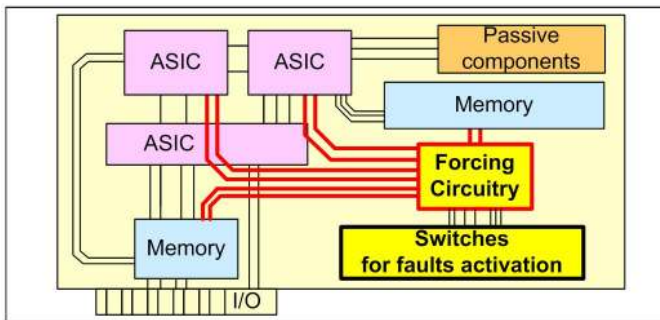 ASIC
ASIC
Passive
components
Memory
ASIC
Forcing
Circuitry
Memory
Switches
for faults activation
I/O